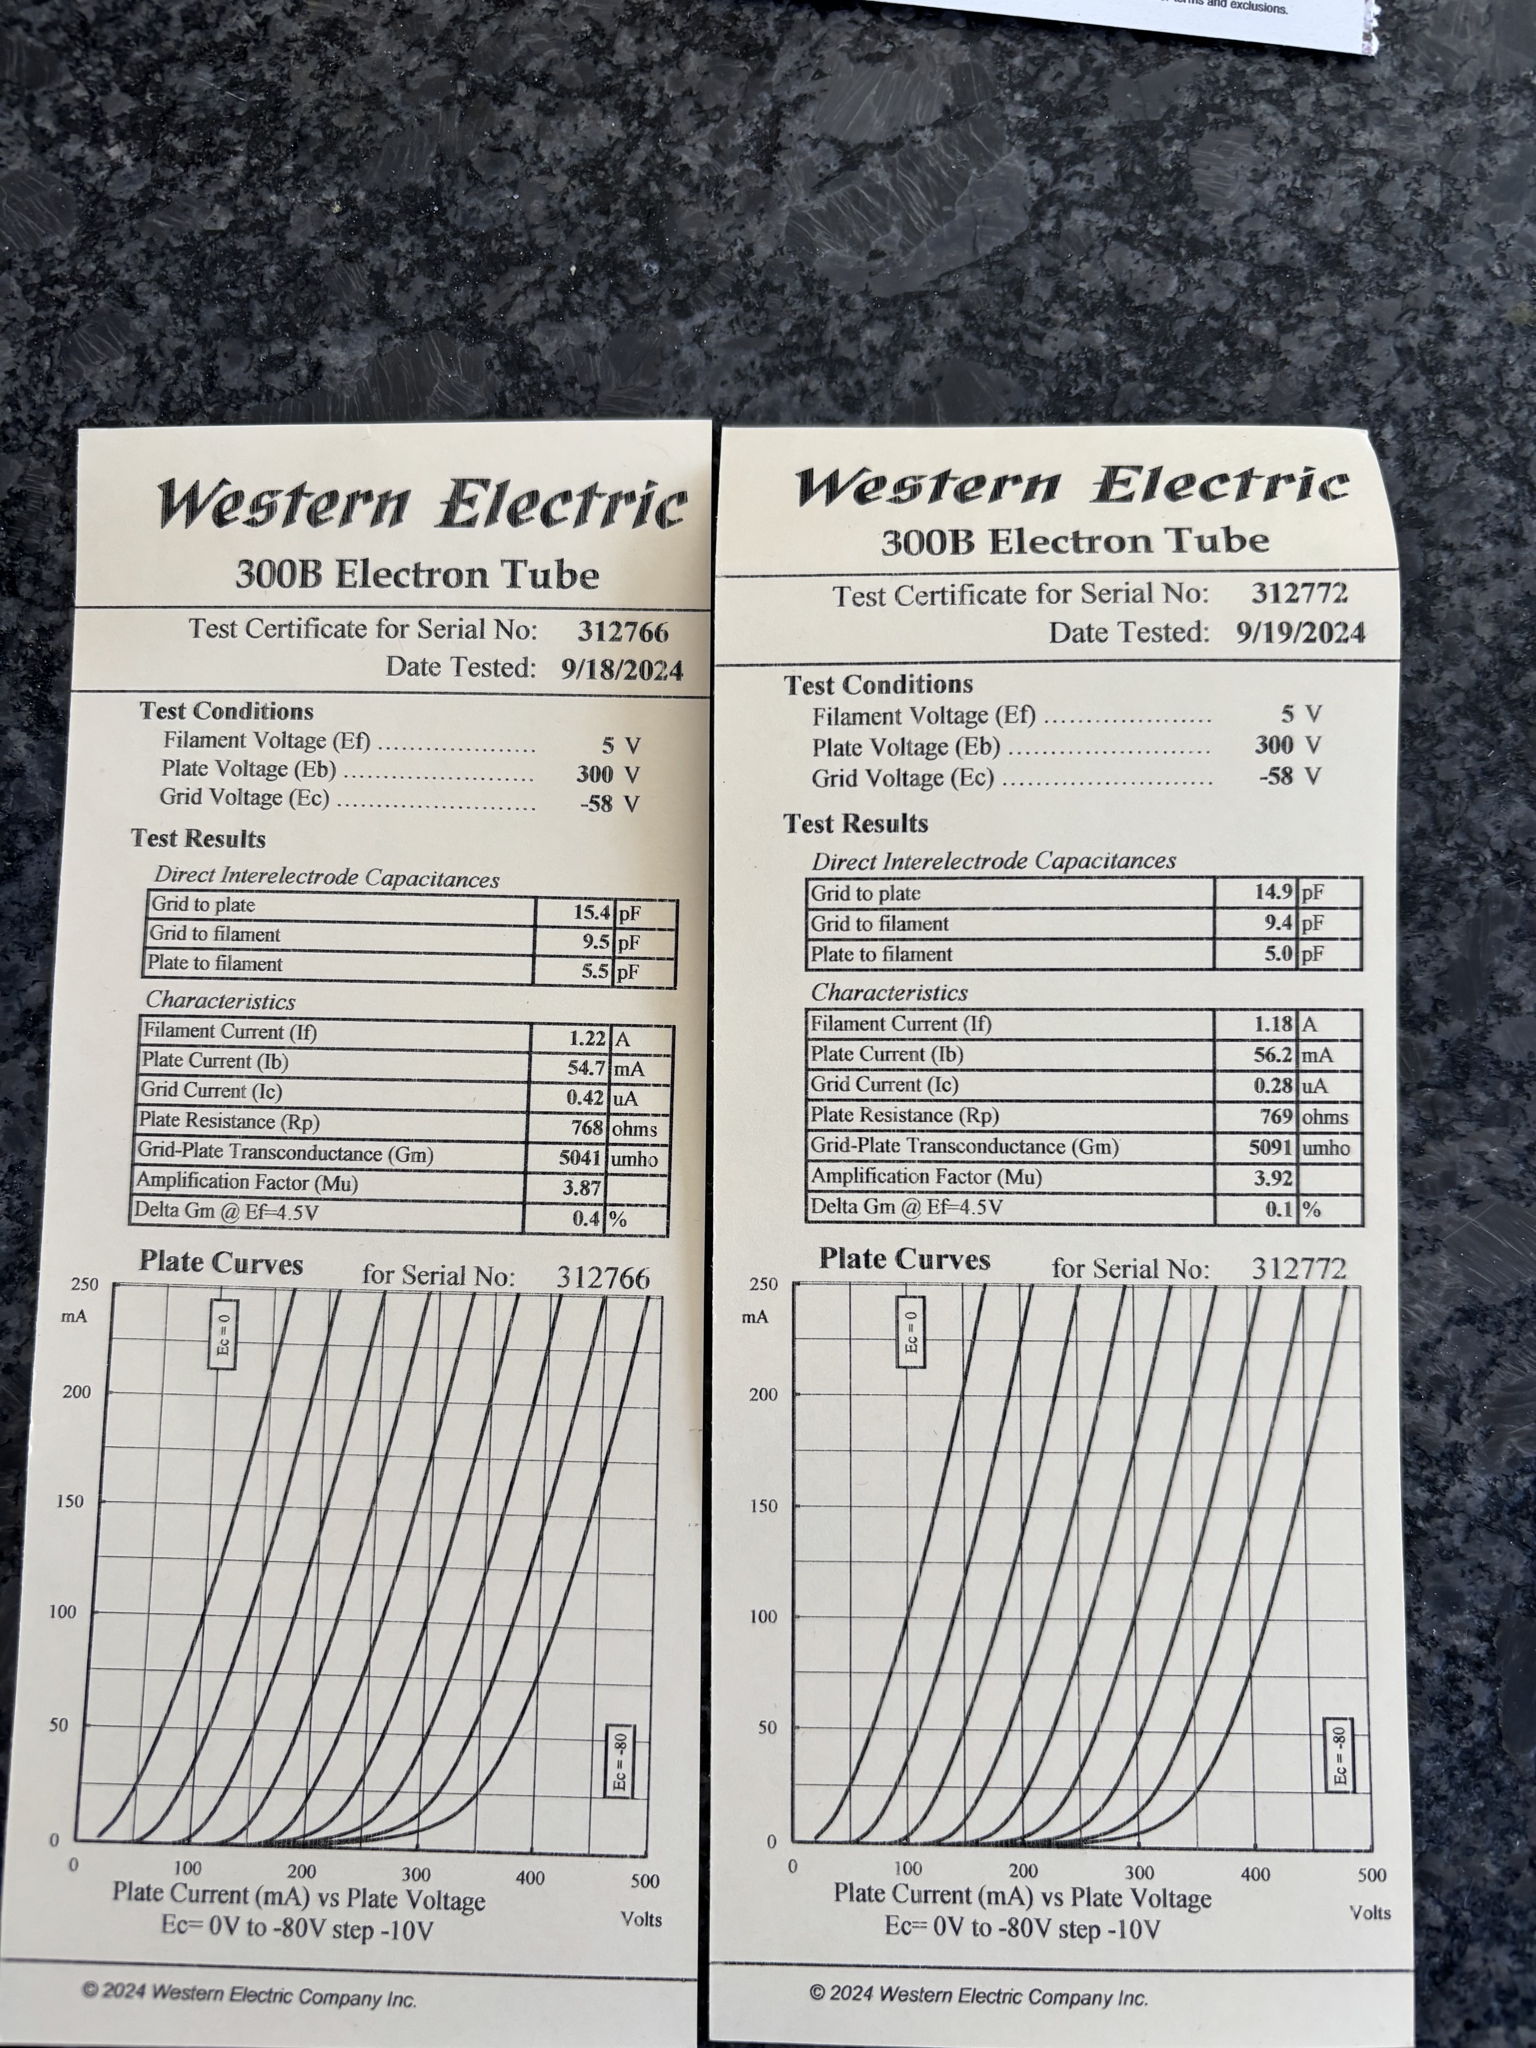 terms and exclusions.
Western Electric
300B Electron Tube
Test Certificate for Serial No: 312766
Date Tested: 9/18/2024
Test Conditions
Filament Voltage (Ef) ........................ 5 V
Plate Voltage (Eb) ............................. 300 V
Grid Voltage (Ec) .............................. -58 V
Test Results
Direct Interelectrode Capacitances
Grid to plate 15.4 pF
Grid to filament 9.5 pF
Plate to filament 5.5 pF
Characteristics
Filament Current (If) 1.22 A
Plate Current (Ib) 54.7 mA
Grid Current (Ic) 0.42 uA
Plate Resistance (Rp) 768 ohms
Grid-Plate Transconductance (Gm) 5041 umho
Amplification Factor (Mu) 3.87
Delta Gm @ Ef=4.5V 0.4 %
Plate Curves for Serial No: 312766
250
mA
Ec = 0
200
150
100
50
Ec = -80
0
0 100 200 300 400 500
Plate Current (mA) vs Plate Voltage
Volts
Ec= 0V to -80V step -10V
© 2024 Western Electric Company Inc.
Western Electric
300B Electron Tube
Test Certificate for Serial No: 312772
Date Tested: 9/19/2024
Test Conditions
Filament Voltage (Ef) ......................... 5 V
Plate Voltage (Eb) .............................. 300 V
Grid Voltage (Ec) ............................... -58 V
Test Results
Direct Interelectrode Capacitances
Grid to plate 14.9 pF
Grid to filament 9.4 pF
Plate to filament 5.0 pF
Characteristics
Filament Current (If) 1.18 A
Plate Current (Ib) 56.2 mA
Grid Current (Ic) 0.28 uA
Plate Resistance (Rp) 769 ohms
Grid-Plate Transconductance (Gm) 5091 umho
Amplification Factor (Mu) 3.92
Delta Gm @ Ef=4.5V 0.1 %
Plate Curves for Serial No: 312772
250
mA
Ec = 0
200
150
100
50
Ec = -80
0
0 100 200 300 400 500
Plate Current (mA) vs Plate Voltage
Volts
Ec= 0V to -80V step -10V
© 2024 Western Electric Company Inc.